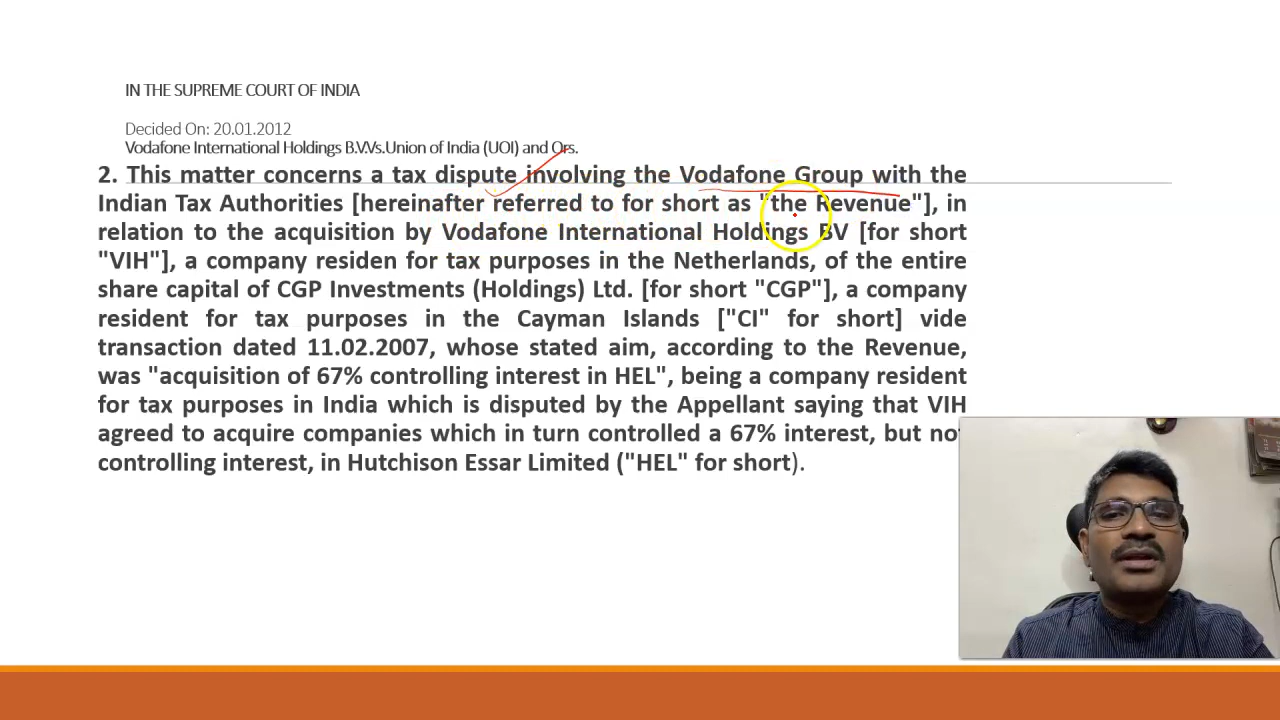 IN THE SUPREME COURT OF INDIA
Decided On: 20.01.2012
Vodafone International Holdings B.V.Vs.Union of India (UOI) and Ors.
2. This matter concerns a tax dispute involving the Vodafone Group with the
Indian Tax Authorities [hereinafter referred to for short as "the Revenue"], in
relation to the acquisition by Vodafone International Holdings BV [for short
"VIH"], a company residen for tax purposes in the Netherlands, of the entire
share capital of CGP Investments (Holdings) Ltd. [for short "CGP"], a company
resident for tax purposes in the Cayman Islands ["CI" for short] vide
transaction dated 11.02.2007, whose stated aim, according to the Revenue,
was "acquisition of 67% controlling interest in HEL", being a company resident
for tax purposes in India which is disputed by the Appellant saying that VIH
agreed to acquire companies which in turn controlled a 67% interest, but not
controlling interest, in Hutchison Essar Limited ("HEL" for short).